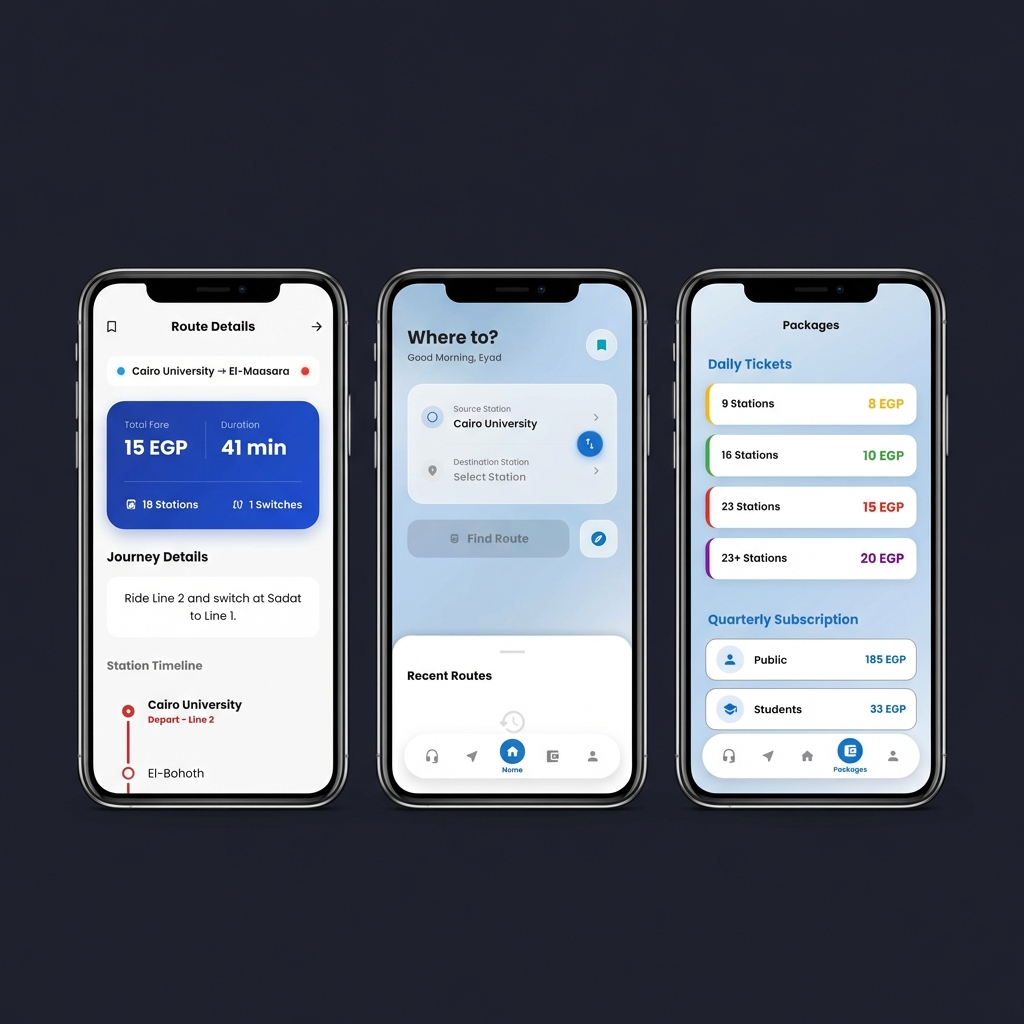 Route Details
Cairo University → El-Maasara
Total Fare
Duration
15 EGP
41 min
18 Stations
1 Switches
Journey Details
Ride Line 2 and switch at Sadat
to Line 1.
Station Timeline
Cairo University
Depart - Line 2
El-Bohoth
Where to?
Good Morning, Eyad
Source Station
Cairo University
Destination Station
Select Station
Find Route
Recent Routes
Nome
Packages
Daily Tickets
9 Stations
8 EGP
16 Stations
10 EGP
23 Stations
15 EGP
23+ Stations
20 EGP
Quarterly Subscription
Public
185 EGP
Students
33 EGP
Packages